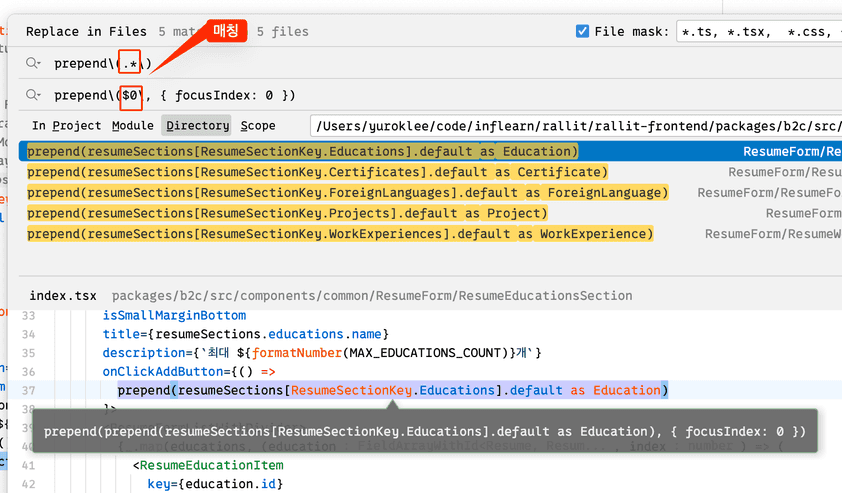 Replace in Files 5 mat 매칭 5 files File mask: *.ts, *.tsx, *.css,
prepend\(.*\)
prepend\($0\, { focusIndex: 0 })
In Project Module Directory Scope /Users/yuroklee/code/inflearn/rallit/rallit-frontend/packages/b2c/src/
prepend(resumeSections[ResumeSectionKey.Educations].default as Education) ResumeForm/Re
prepend(resumeSections[ResumeSectionKey.Certificates].default as Certificate) ResumeForm/Resu
prepend(resumeSections[ResumeSectionKey.ForeignLanguages].default as ForeignLanguage) ResumeForm/ResumeFo
prepend(resumeSections[ResumeSectionKey.Projects].default as Project) ResumeForm
prepend(resumeSections[ResumeSectionKey.WorkExperiences].default as WorkExperience) ResumeForm/ResumeW
index.tsx packages/b2c/src/components/common/ResumeForm/ResumeEducationsSection
33 isSmallMarginBottom
34 title={resumeSections.educations.name}
35 description={`최대 ${formatNumber(MAX_EDUCATIONS_COUNT)}개`}
36 onClickAddButton={() =>
37 prepend(resumeSections[ResumeSectionKey.Educations].default as Education)
38 }>
prepend(prepend(resumeSections[ResumeSectionKey.Educations].default as Education), { focusIndex: 0 })
41 <ResumeEducationItem
42 key={education.id}